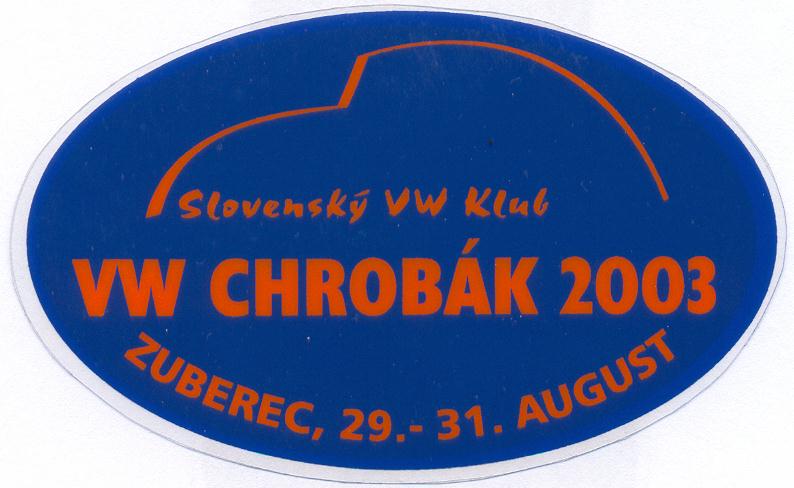 Slovenský VW Klub
VW CHROBÁK 2003
ZUBEREC, 29.- 31. AUGUST